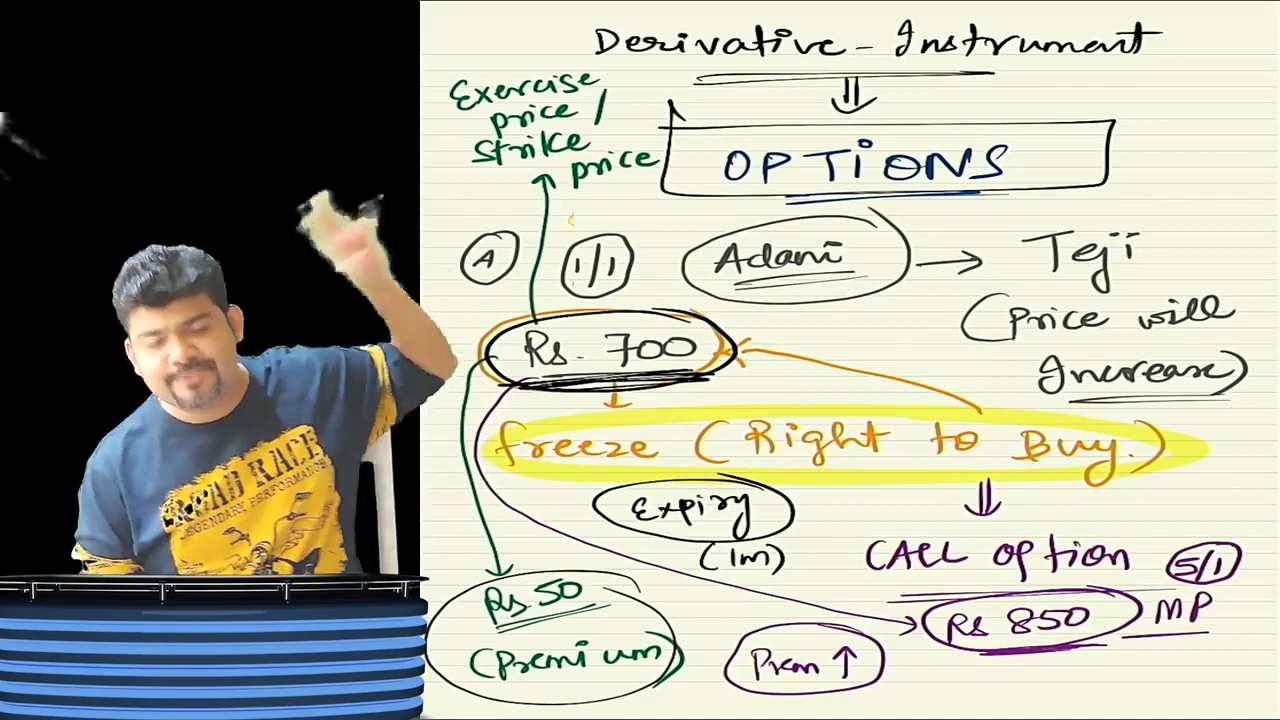 Derivative - Instrument
Exercise
price /
Strike
price
OPTIONS
A
1/1
Adani
Teji
(Price will
Increase)
Rs. 700
freeze (Right to Buy.)
Expiry
(1m)
CALL option
5/1
Rs 850
MP
Rs. 50
(Premium)
Prem ↑
ROAD RACE
LEGENDARY PERFORMANCE